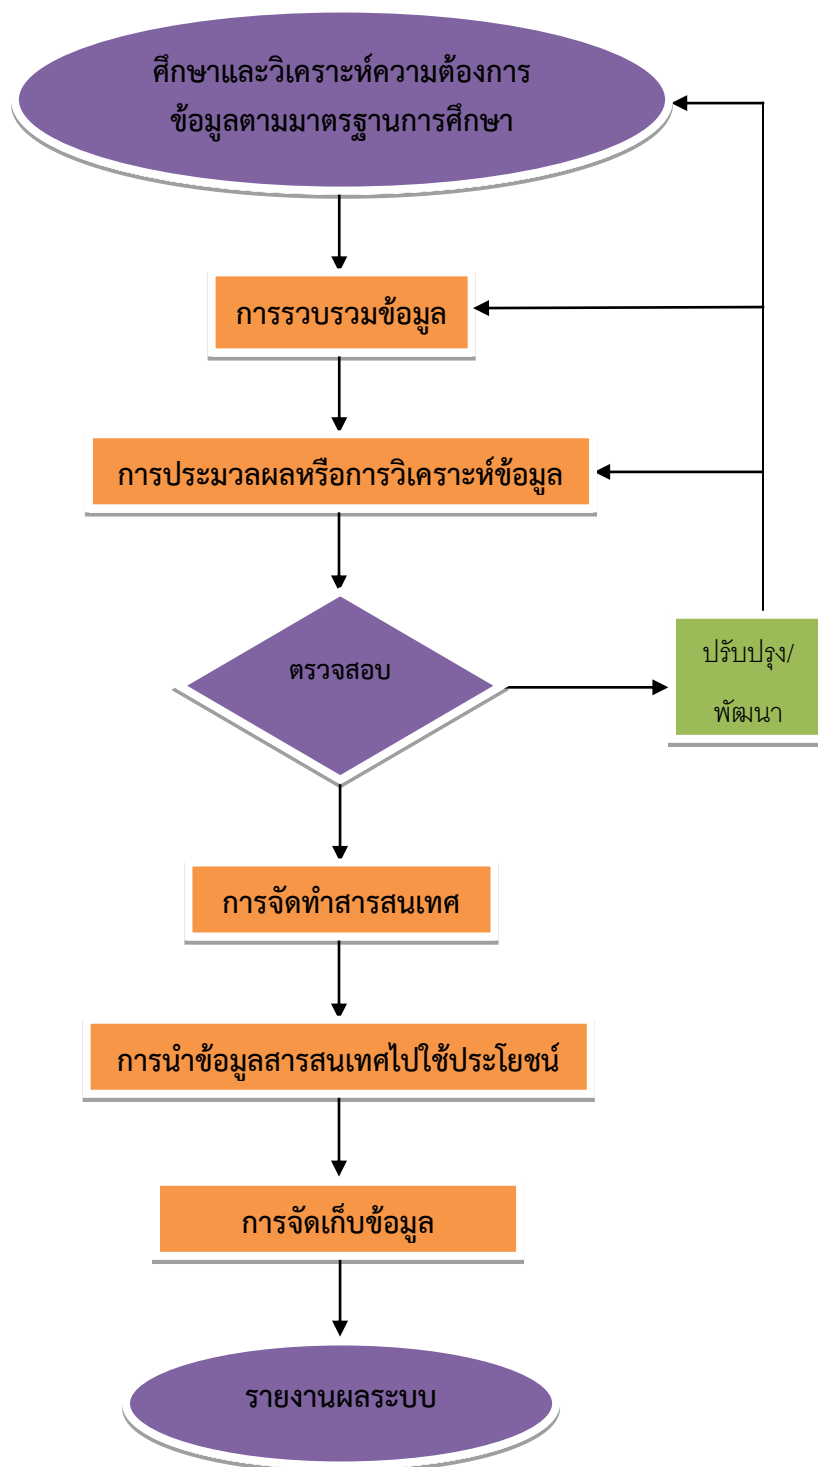 ศึกษาและวิเคราะห์ความต้องการ
ข้อมูลตามมาตรฐานการศึกษา
การรวบรวมข้อมูล
การประมวลผลหรือการวิเคราะห์ข้อมูล
ตรวจสอบ
ปรับปรุง/
พัฒนา
การจัดทำสารสนเทศ
การนำข้อมูลสารสนเทศไปใช้ประโยชน์
การจัดเก็บข้อมูล
รายงานผลระบบ